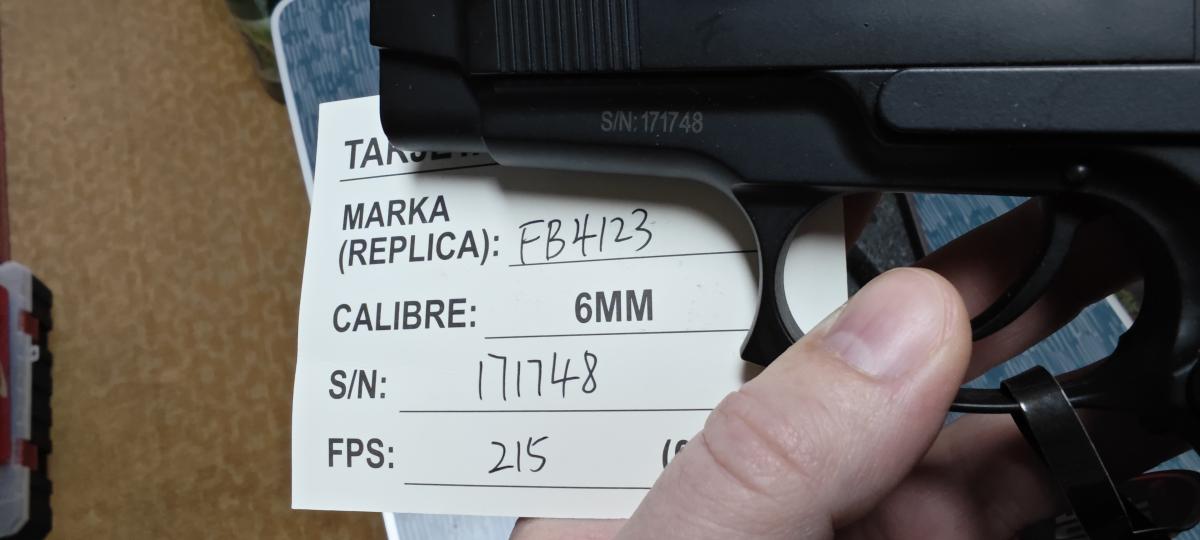 S/N: 171748
MARKA
(REPLICA): FB4123
CALIBRE: 6MM
S/N: 171748
FPS: 215